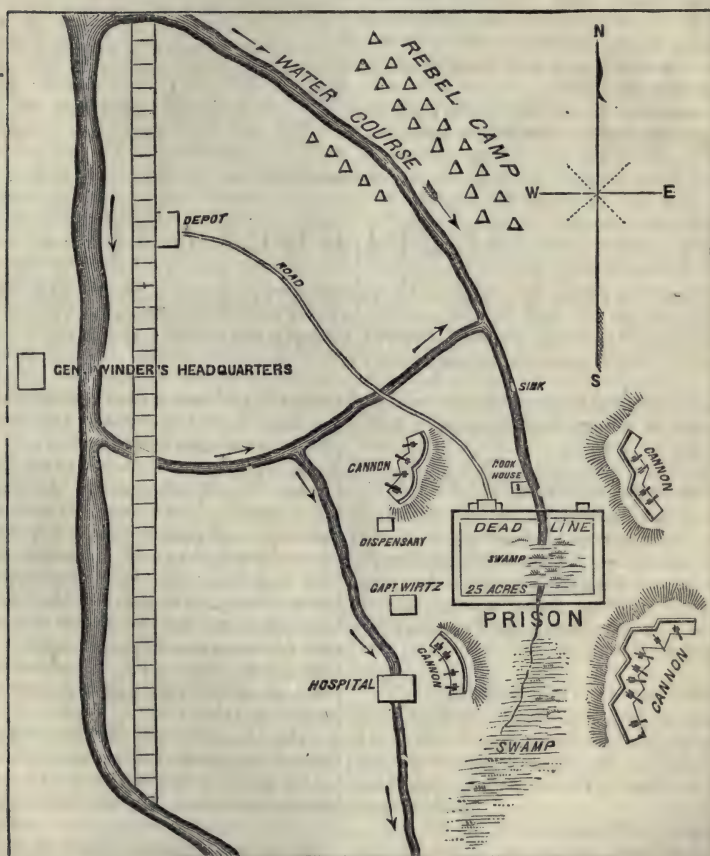 N
REBEL CAMP
WATER COURSE
W
E
DEPOT
ROAD
S
GEN. WINDER'S HEADQUARTERS
SINK
CANNON
CANNON
COOK
HOUSE
DEAD LINE
DISPENSARY
SWAMP
25 ACRES
CAPT WIRTZ
PRISON
CANNON
CANNON
HOSPITAL
SWAMP